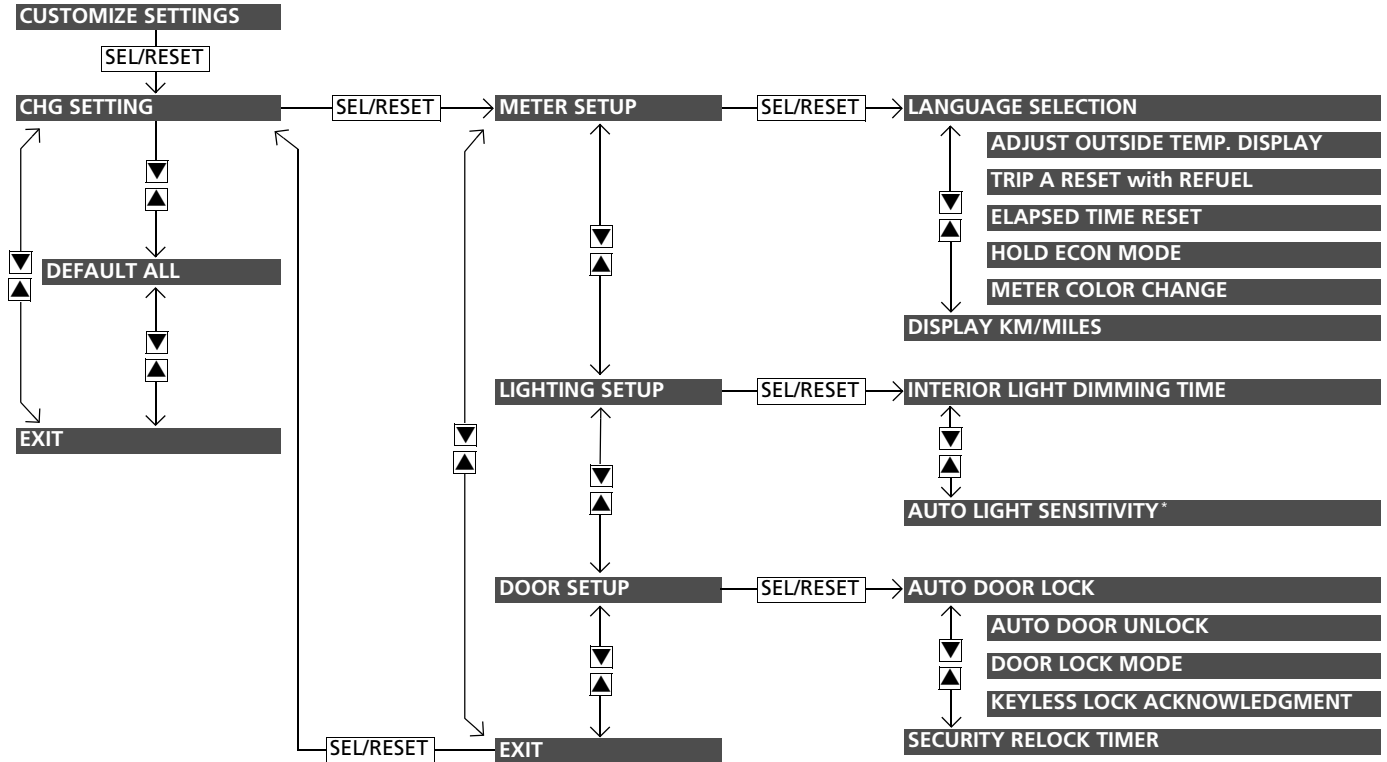 CUSTOMIZE SETTINGS
SEL/RESET
CHG SETTING
SEL/RESET
METER SETUP
SEL/RESET
LANGUAGE SELECTION
ADJUST OUTSIDE TEMP. DISPLAY
TRIP A RESET with REFUEL
ELAPSED TIME RESET
HOLD ECON MODE
METER COLOR CHANGE
DISPLAY KM/MILES
DEFAULT ALL
EXIT
LIGHTING SETUP
SEL/RESET
INTERIOR LIGHT DIMMING TIME
AUTO LIGHT SENSITIVITY*
DOOR SETUP
SEL/RESET
AUTO DOOR LOCK
AUTO DOOR UNLOCK
DOOR LOCK MODE
KEYLESS LOCK ACKNOWLEDGMENT
SECURITY RELOCK TIMER
SEL/RESET
EXIT